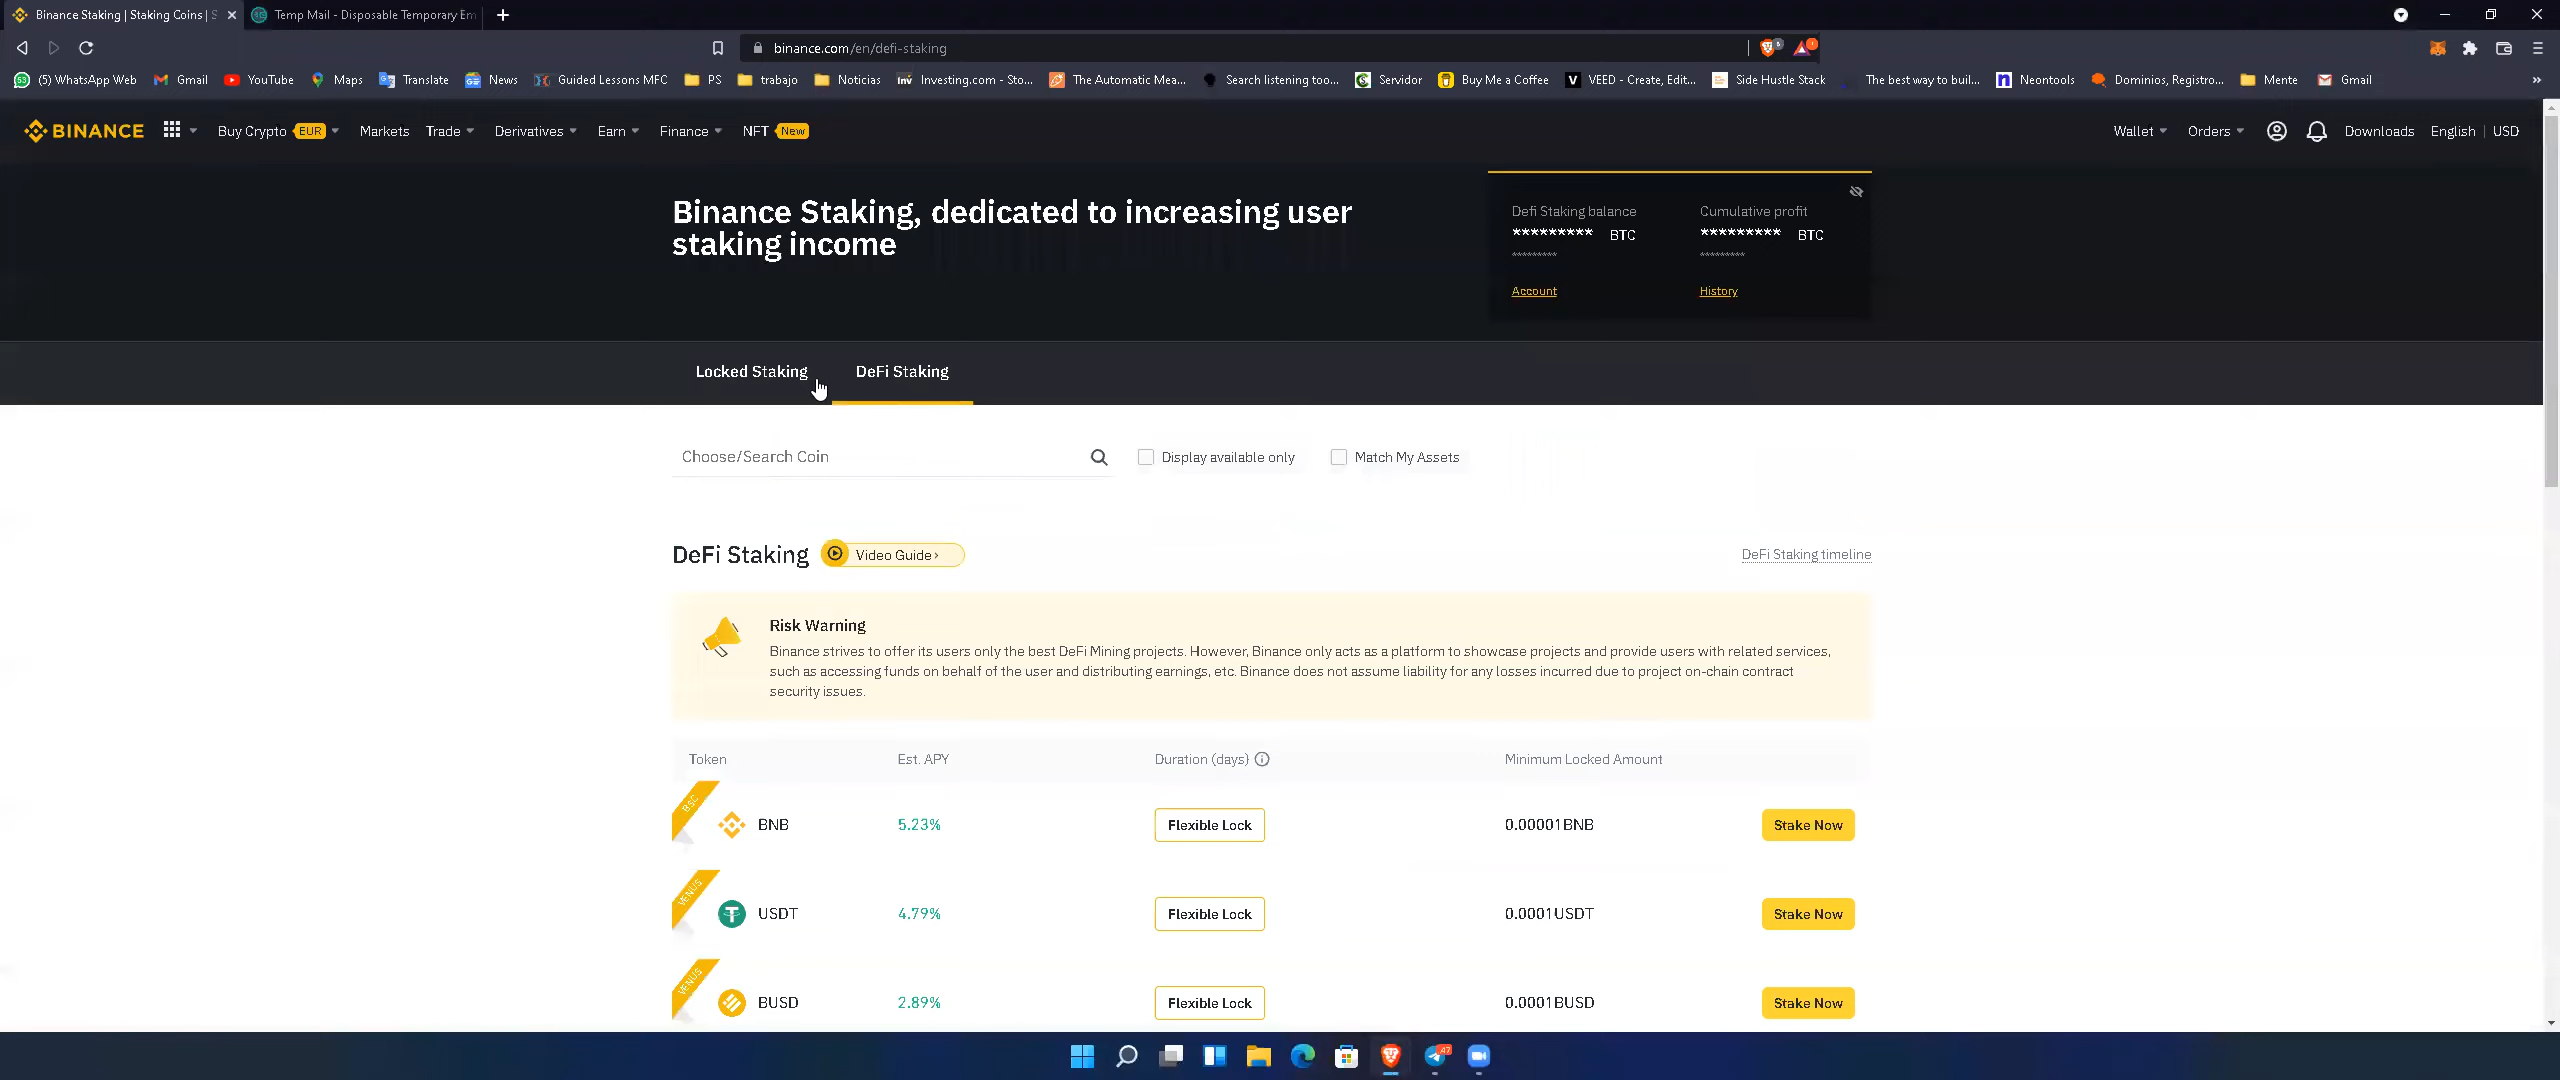 Binance Staking | Staking Coins | S
Temp Mail - Disposable Temporary Em
binance.com/en/defi-staking
(5) WhatsApp Web
Gmail
YouTube
Maps
Translate
News
Guided Lessons MFC
PS
trabajo
Noticias
Investing.com - Sto...
The Automatic Mea...
Search listening too...
Servidor
Buy Me a Coffee
VEED - Create, Edit...
Side Hustle Stack
The best way to buil...
Neontools
Dominios, Registro...
Mente
Gmail
BINANCE
Buy Crypto EUR
Markets
Trade
Derivatives
Earn
Finance
NFT New
Wallet
Orders
Downloads
English | USD
Binance Staking, dedicated to increasing user
staking income
Defi Staking balance
Cumulative profit
********* BTC
********* BTC
*********
*********
Account
History
Locked Staking
DeFi Staking
Choose/Search Coin
Display available only
Match My Assets
DeFi Staking
Video Guide
DeFi Staking timeline
Risk Warning
Binance strives to offer its users only the best DeFi Mining projects. However, Binance only acts as a platform to showcase projects and provide users with related services,
such as accessing funds on behalf of the user and distributing earnings, etc. Binance does not assume liability for any losses incurred due to project on-chain contract
security issues.
Token
Est. APY
Duration (days)
Minimum Locked Amount
BSC
BNB
5.23%
Flexible Lock
0.00001BNB
Stake Now
VENUS
USDT
4.79%
Flexible Lock
0.0001USDT
Stake Now
VENUS
BUSD
2.89%
Flexible Lock
0.0001BUSD
Stake Now
47